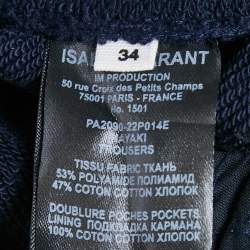 ISA RANT
34
IM PRODUCTION
50 rue Croix des Petits Champs
75001 PARIS - FRANCE
No. 1501
PA2090-22P014E
AYAKI
TROUSERS
TISSU FABRIC ТКАНЬ
53% POLYAMIDE ПОЛИАМИД
47% COTON COTTON ХЛОПОК
DOUBLURE POCHES POCKETS
LINING ПОДКЛАДКА КАРМАН
100% COTON COTTON ХЛОПОК